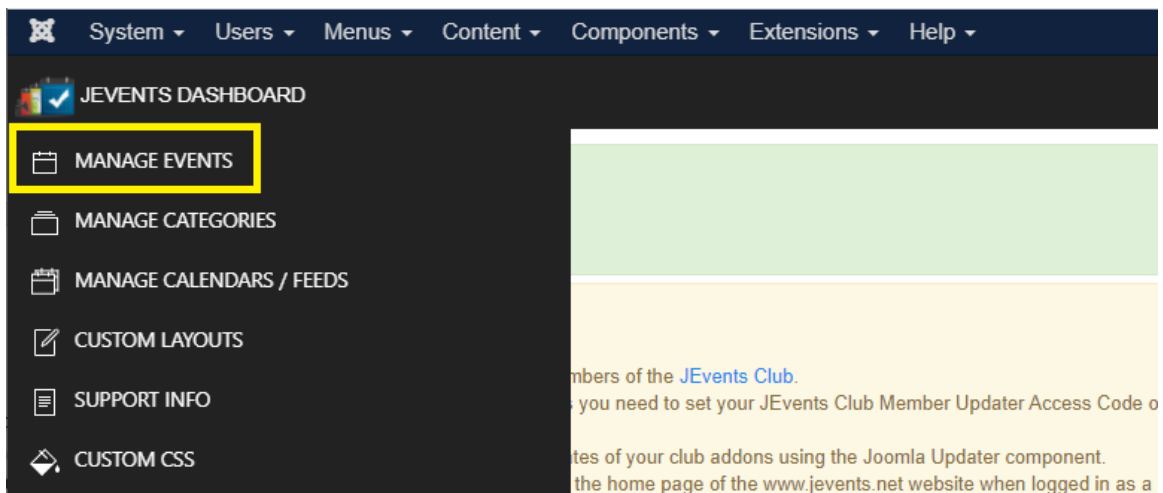 System Users Menus Content Components Extensions Help
JEVENTS DASHBOARD
MANAGE EVENTS
MANAGE CATEGORIES
MANAGE CALENDARS / FEEDS
CUSTOM LAYOUTS
SUPPORT INFO
CUSTOM CSS
of the JEvents Club.
you need to set your JEvents Club Member Updater Access Code
of your club addons using the Joomla Updater component.
the home page of the www.jevents.net website when logged in as a